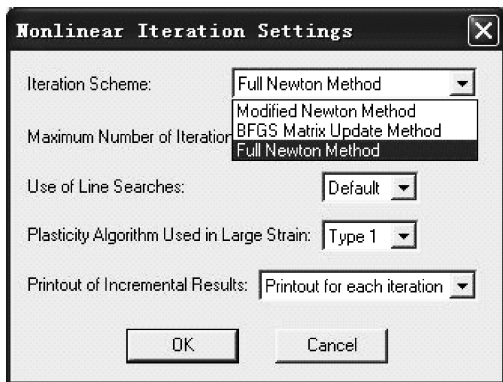 Nonlinear Iteration Settings
Iteration Scheme: Full Newton Method
Modified Newton Method
BFGS Matrix Update Method
Full Newton Method
Maximum Number of Iteration
Use of Line Searches: Default
Plasticity Algorithm Used in Large Strain: Type 1
Printout of Incremental Results: Printout for each iteration
OK Cancel